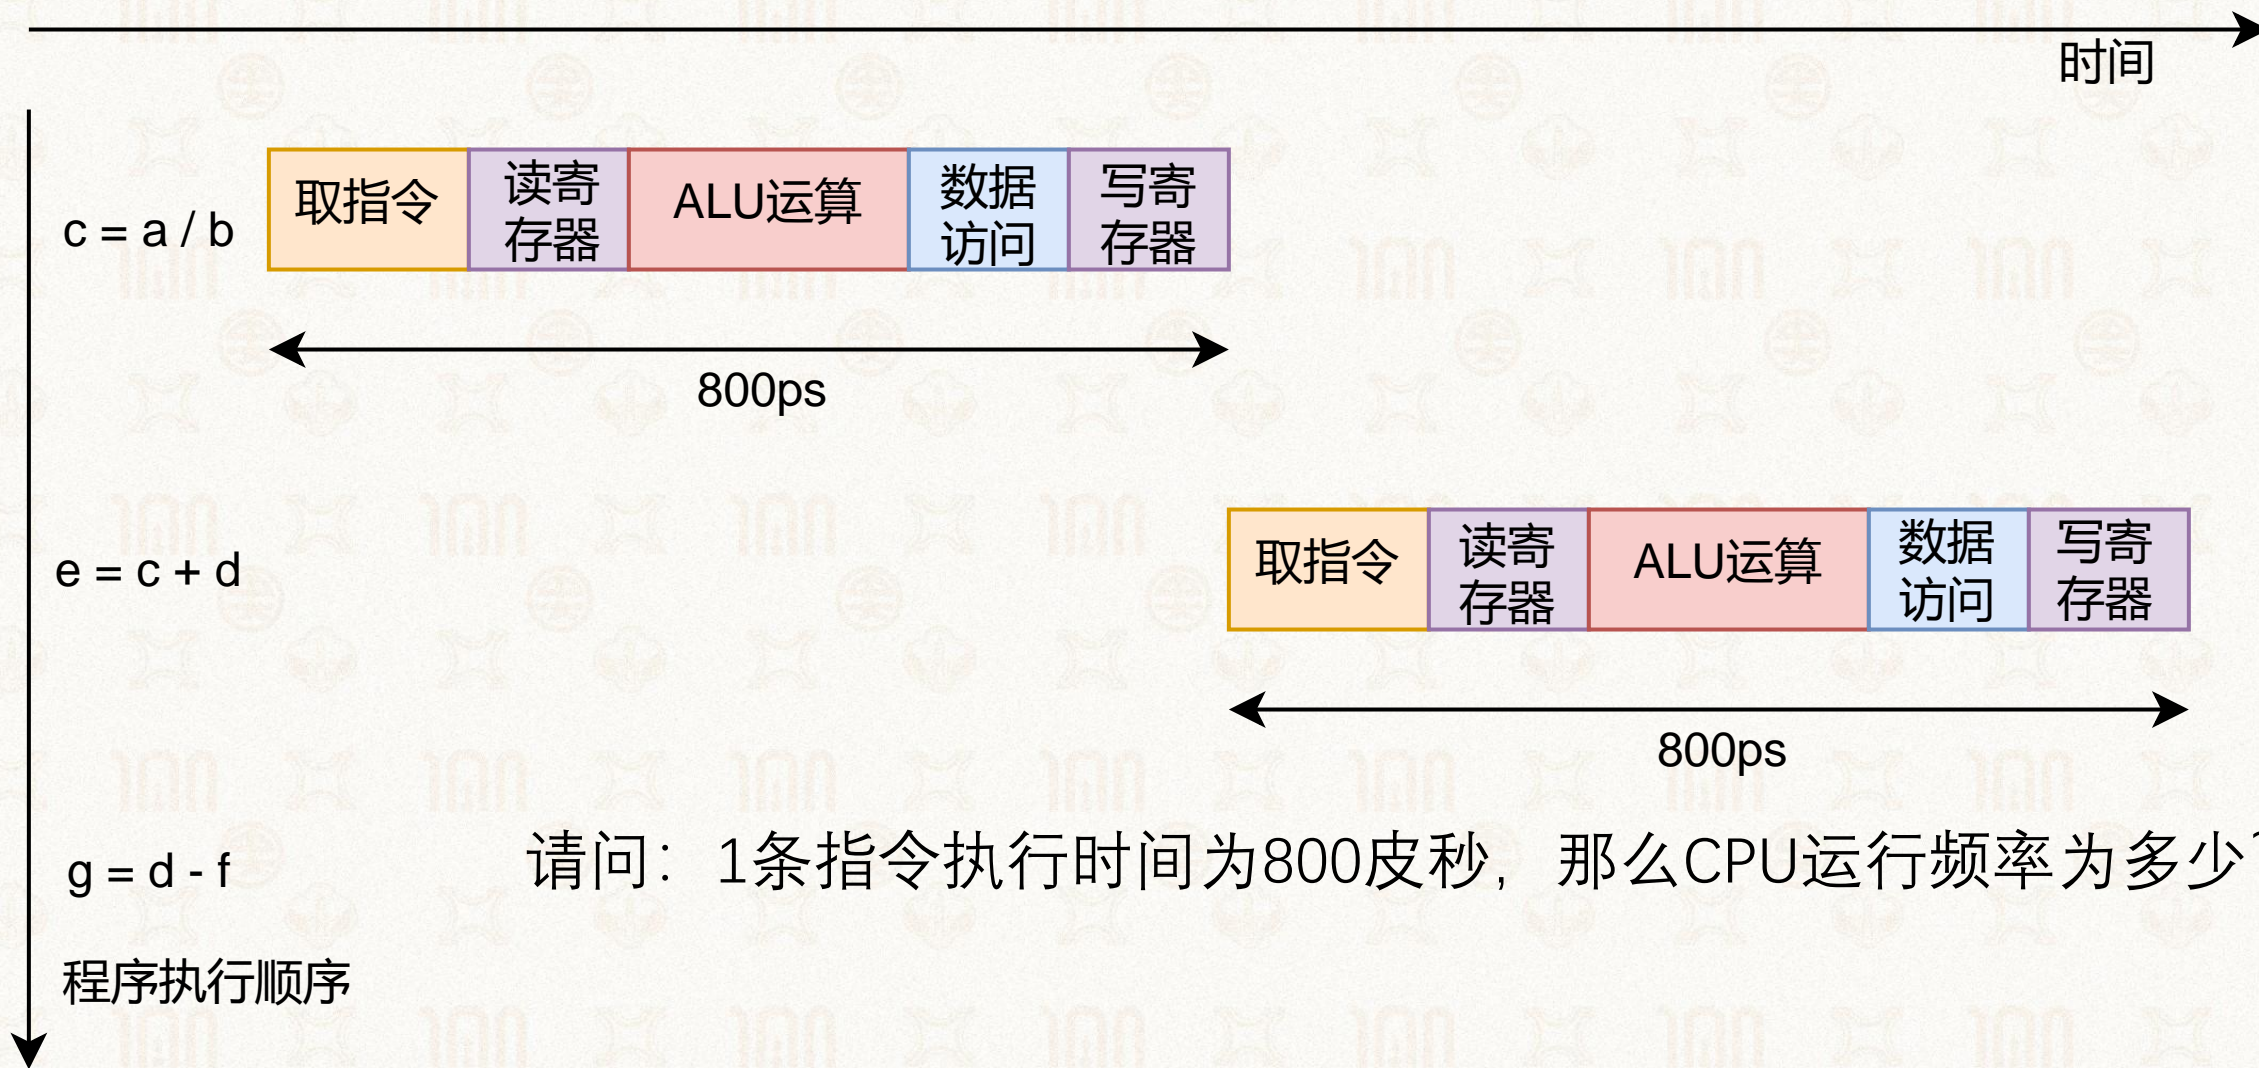 时间
c = a / b
取指令
读寄
存器
ALU运算
数据
访问
写寄
存器
800ps
e = c + d
取指令
读寄
存器
ALU运算
数据
访问
写寄
存器
800ps
g = d - f
请问：1条指令执行时间为800皮秒，那么CPU运行频率为多少？
程序执行顺序